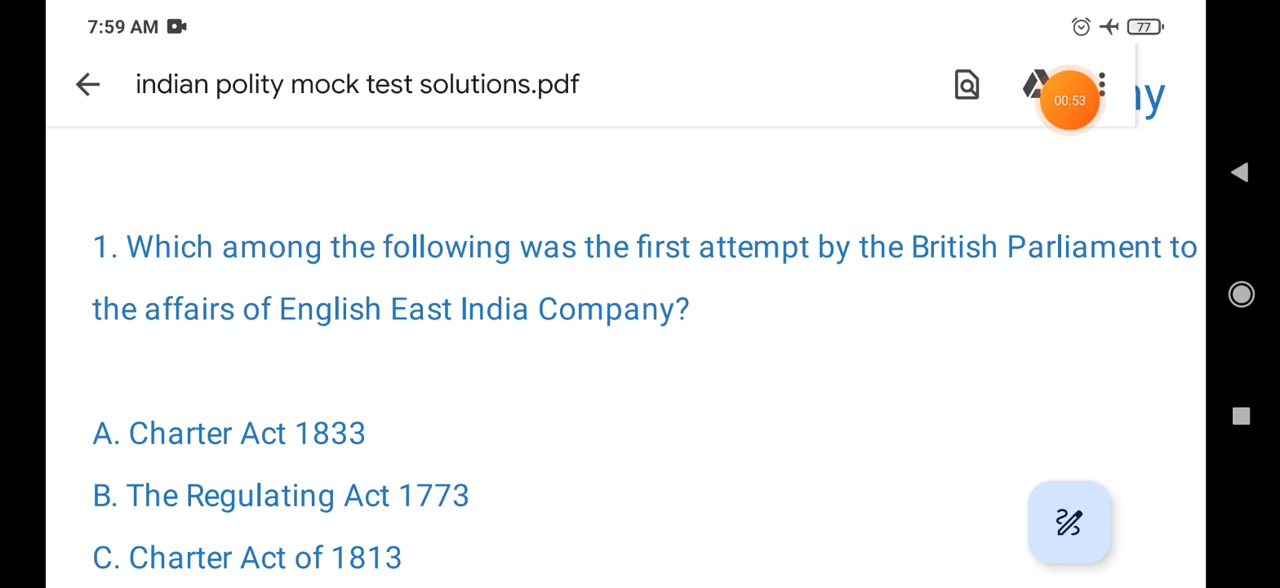 7:59 AM
77
indian polity mock test solutions.pdf
00:53
1. Which among the following was the first attempt by the British Parliament to
the affairs of English East India Company?
A. Charter Act 1833
B. The Regulating Act 1773
C. Charter Act of 1813